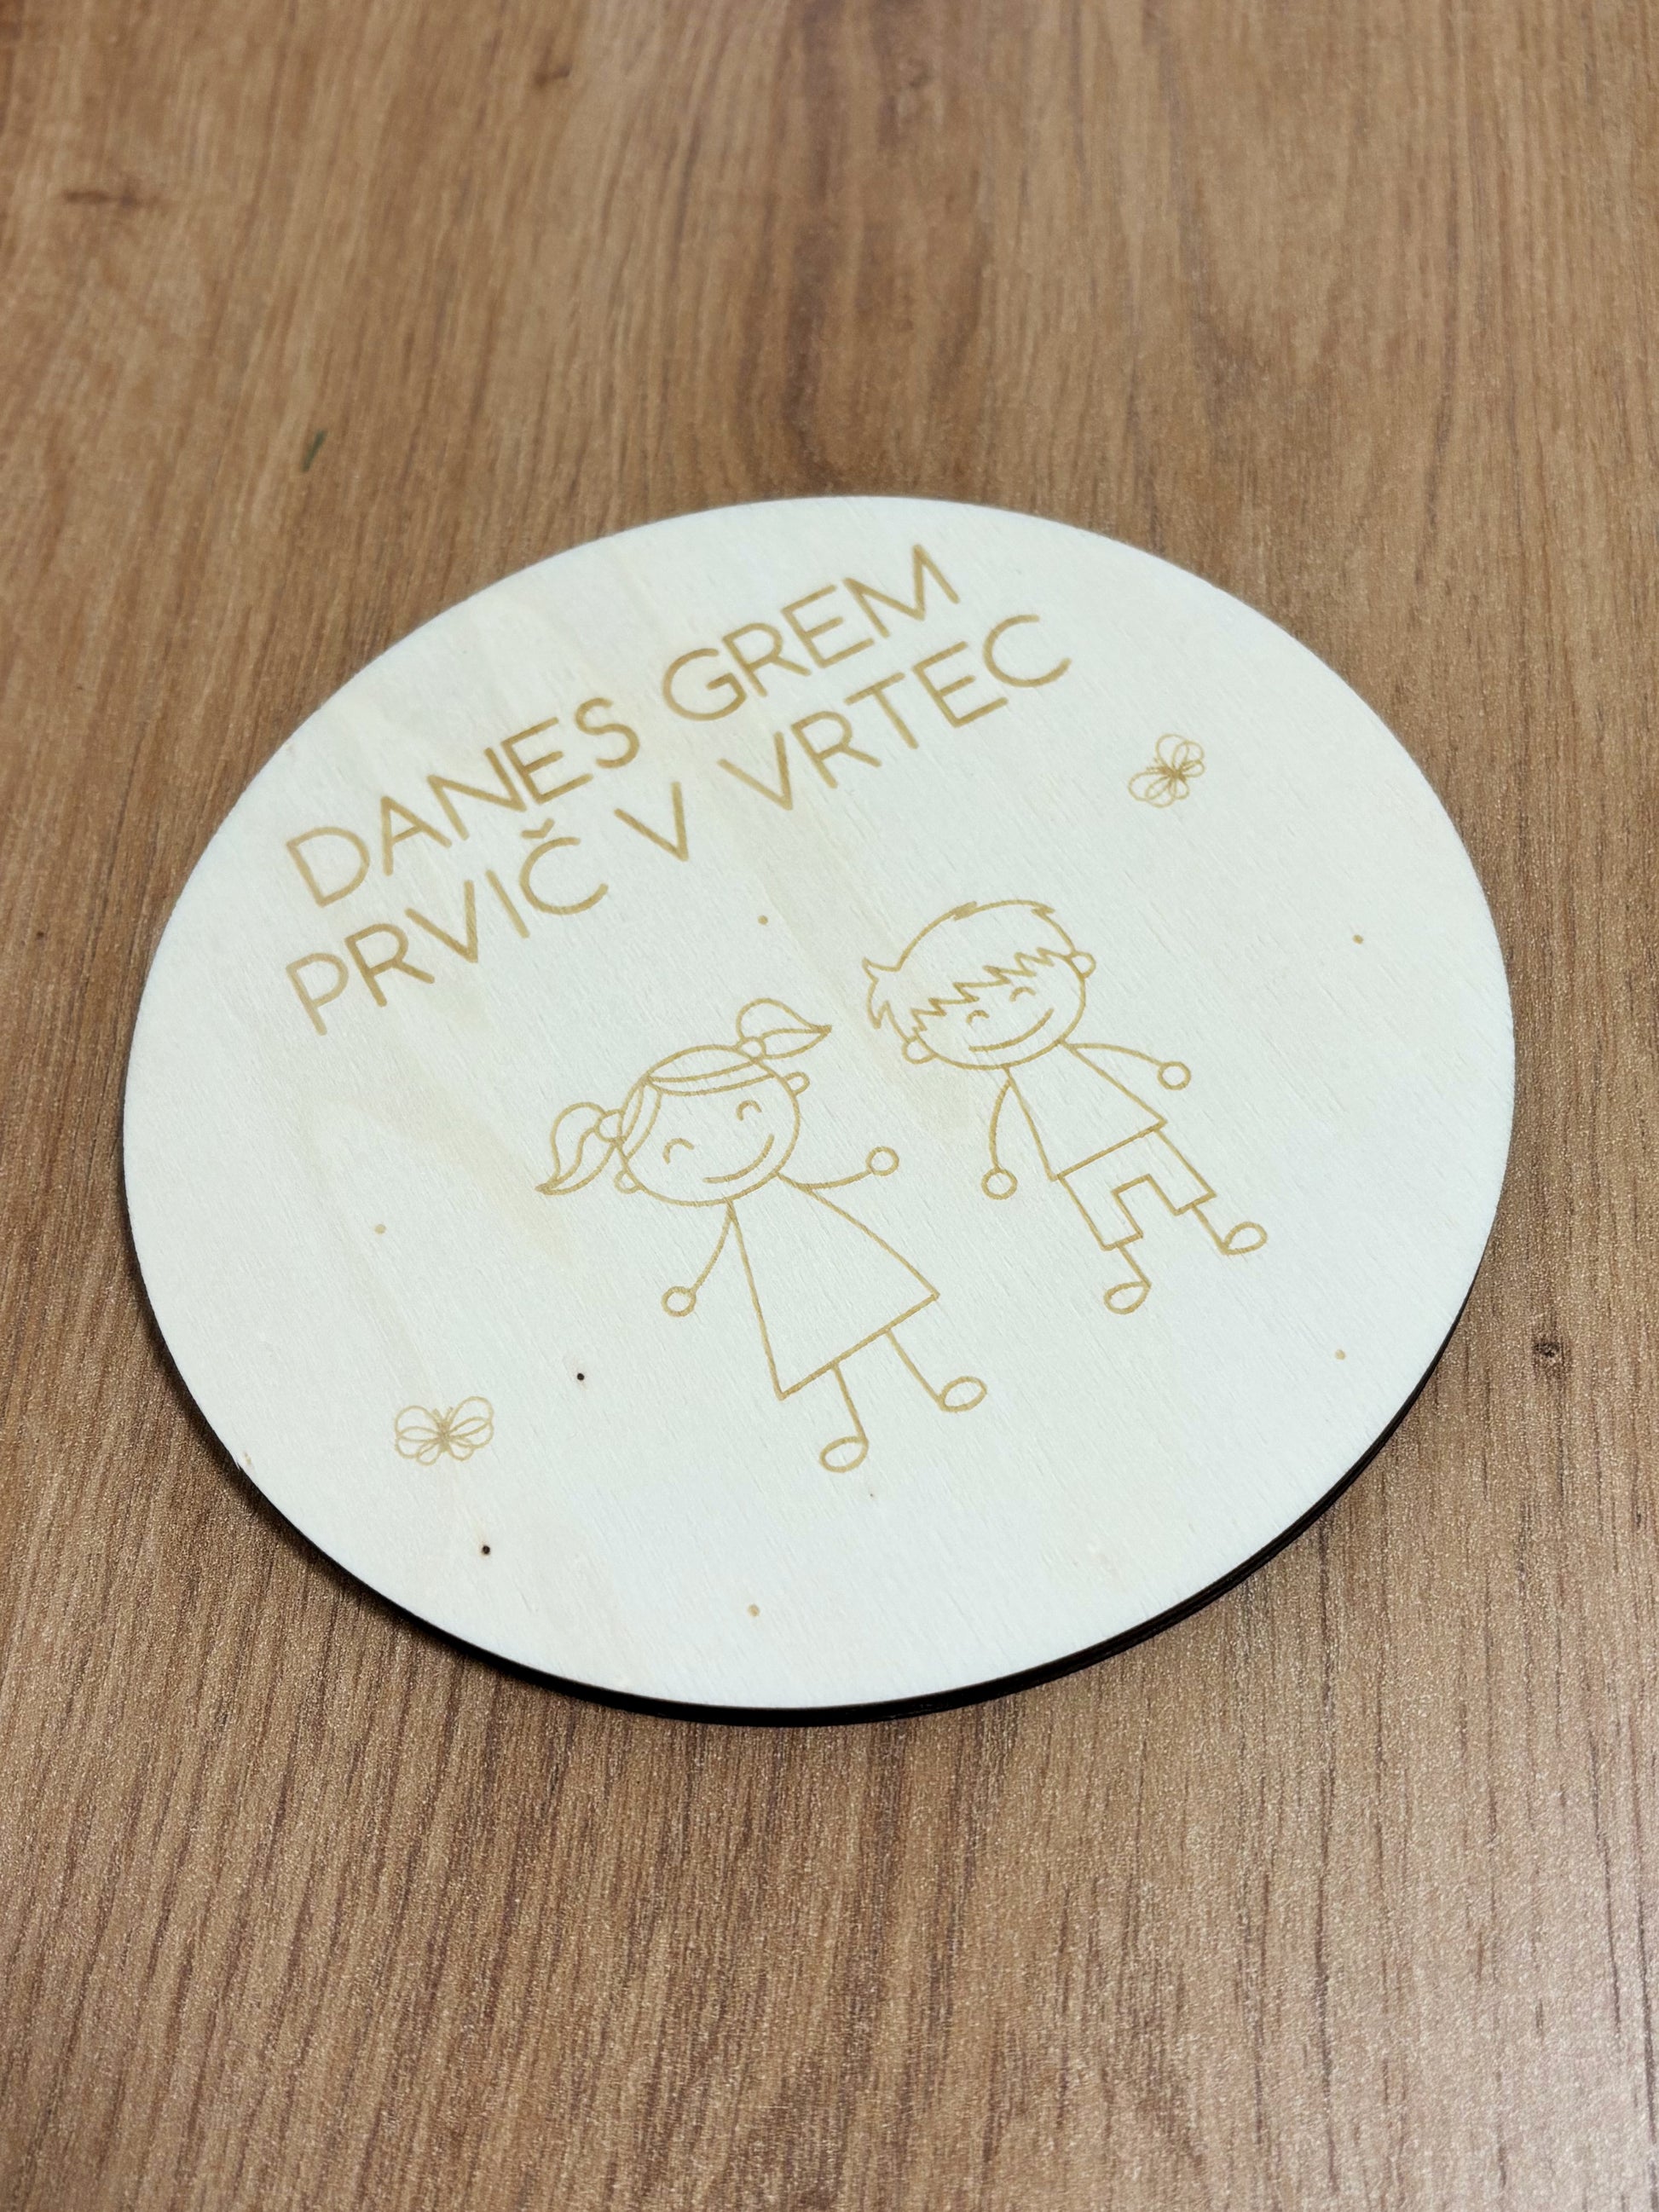 DANES GREM
PRVIČ V VRTEC